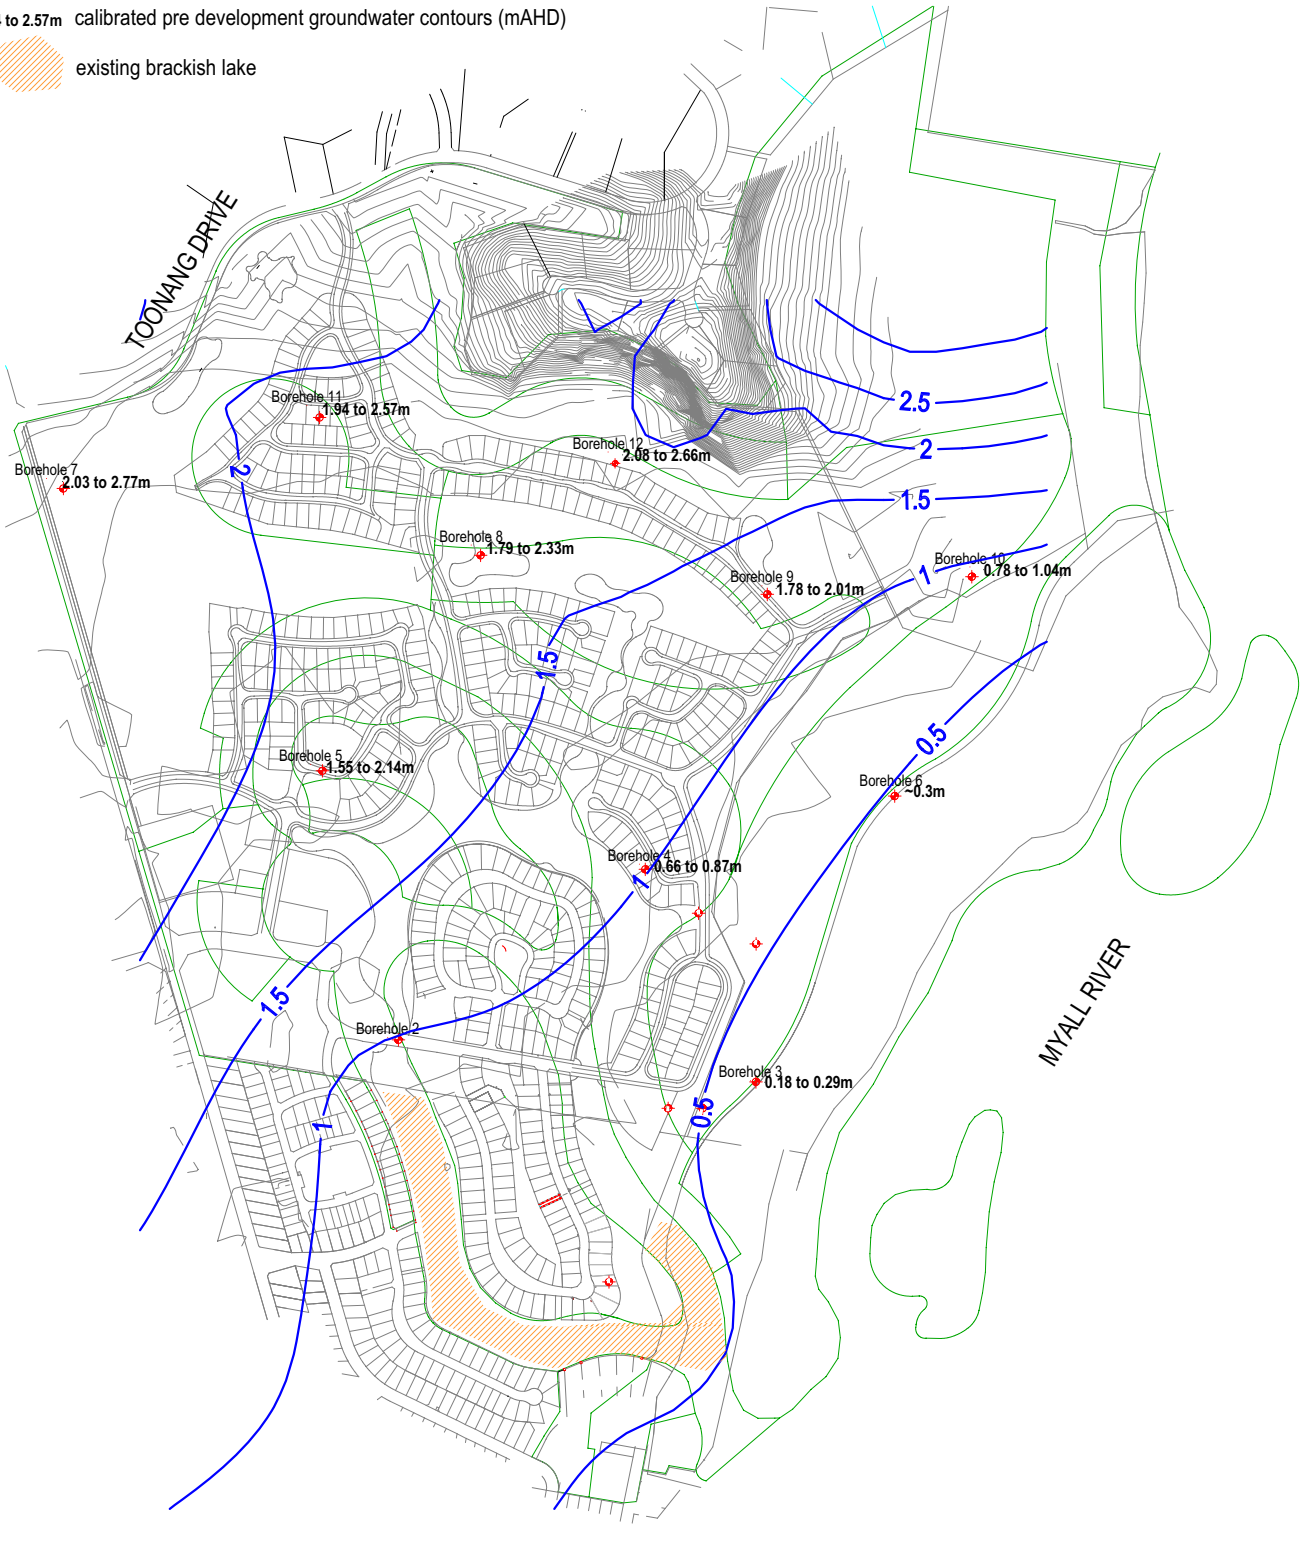 to 2.57m calibrated pre development groundwater contours (mAHD)
existing brackish lake
TOONANG DRIVE
Borehole 11
1.94 to 2.57m
2.5
Borehole 12
2.08 to 2.66m
2
Borehole 7
2.03 to 2.77m
2
1.5
Borehole 8
1.79 to 2.33m
Borehole 10
0.78 to 1.04m
1
Borehole 9
1.78 to 2.01m
1.5
0.5
Borehole 5
1.55 to 2.14m
Borehole 6
~0.3m
Borehole 4
0.66 to 0.87m
1
MYALL RIVER
1.5
Borehole 2
Borehole 3
0.18 to 0.29m
0.5
1